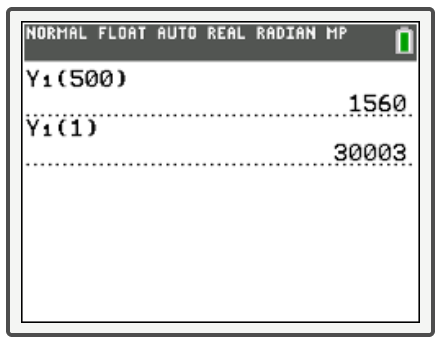 NORMAL FLOAT AUTO REAL RADIAN MP
Y₁(500)
1560
Y₁(1)
30003